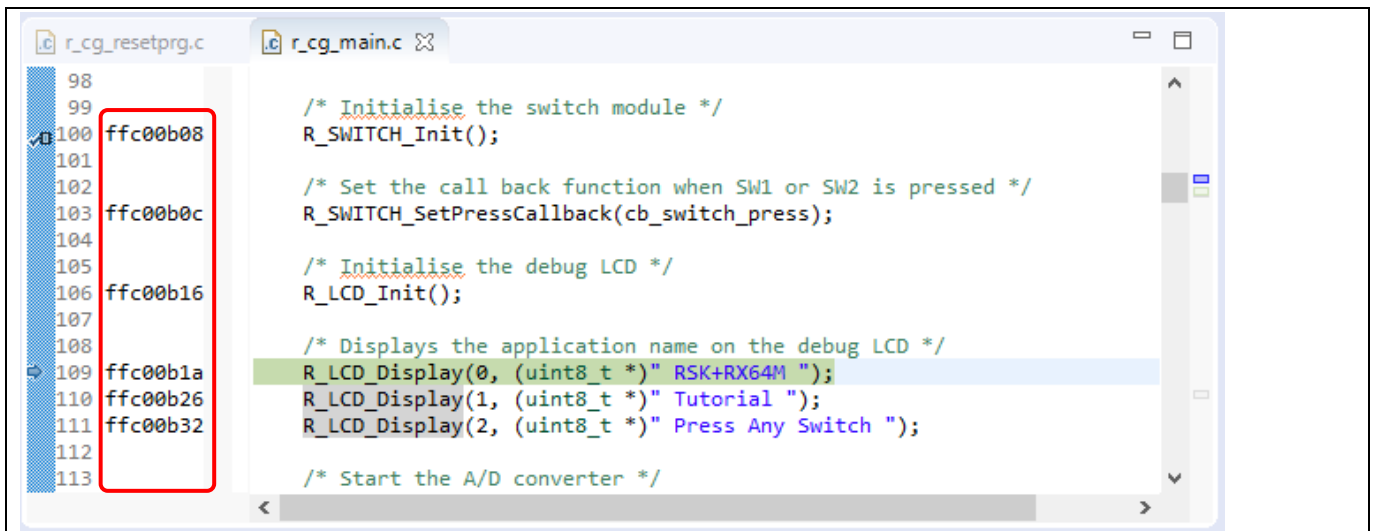 r_cg_resetprg.c r_cg_main.c
98
99 /* Initialise the switch module */
100 ffc00b08 R_SWITCH_Init();
101
102 /* Set the call back function when SW1 or SW2 is pressed */
103 ffc00b0c R_SWITCH_SetPressCallback(cb_switch_press);
104
105 /* Initialise the debug LCD */
106 ffc00b16 R_LCD_Init();
107
108 /* Displays the application name on the debug LCD */
109 ffc00b1a R_LCD_Display(0, (uint8_t *)" RSK+RX64M ");
110 ffc00b26 R_LCD_Display(1, (uint8_t *)" Tutorial ");
111 ffc00b32 R_LCD_Display(2, (uint8_t *)" Press Any Switch ");
112
113 /* Start the A/D converter */